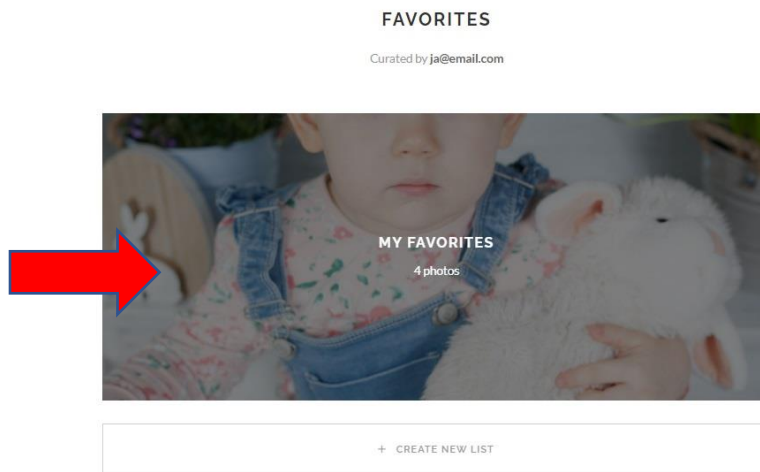 FAVORITES
Curated by ja@email.com
MY FAVORITES
4 photos
+ CREATE NEW LIST